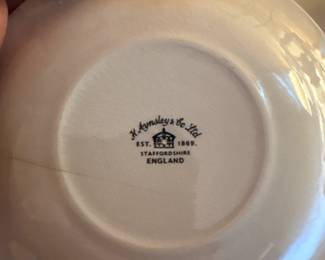 H. Aynsley & Co Ltd
EST. 1869.
STAFFORDSHIRE
ENGLAND